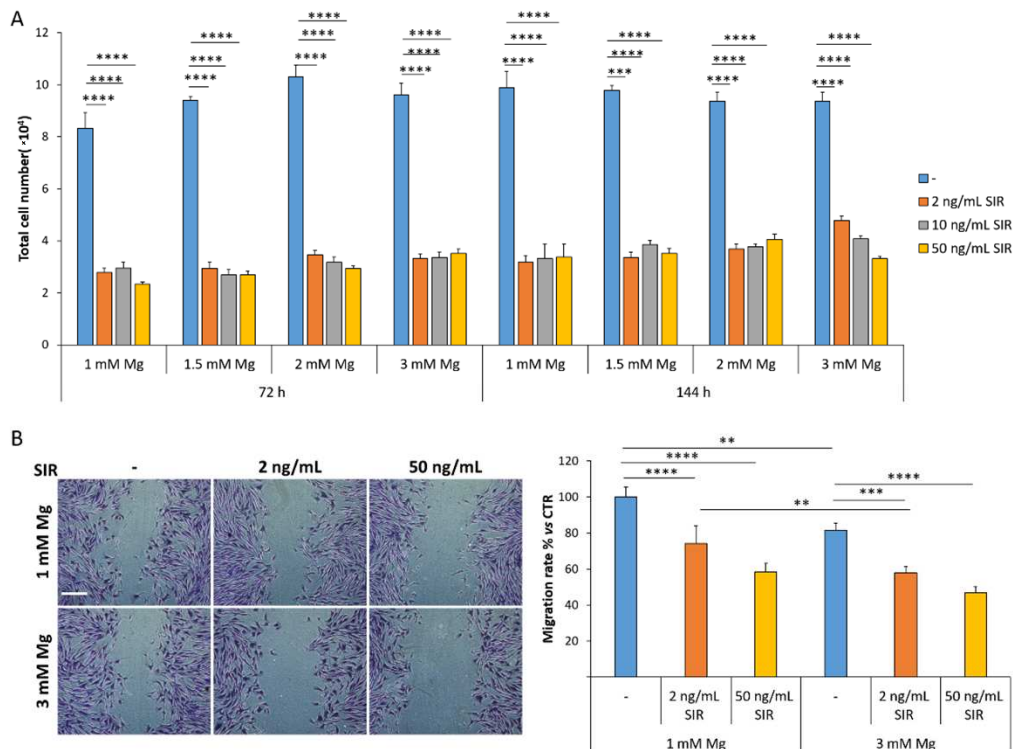 A
**** **** **** **** **** **** **** ****
**** **** **** **** **** **** **** ****
**** **** **** **** **** *** **** ****
Total cell number( ×10⁴)
12
10
8
6
4
2
0
1 mM Mg 1.5 mM Mg 2 mM Mg 3 mM Mg 1 mM Mg 1.5 mM Mg 2 mM Mg 3 mM Mg
72 h 144 h
-
2 ng/mL SIR
10 ng/mL SIR
50 ng/mL SIR
B
SIR - 2 ng/mL 50 ng/mL
1 mM Mg
3 mM Mg
Migration rate % vs CTR
120
100
80
60
40
20
**
****
****
****
***
**
- 2 ng/mL 50 ng/mL - 2 ng/mL 50 ng/mL
SIR SIR SIR SIR
1 mM Mg 3 mM Mg